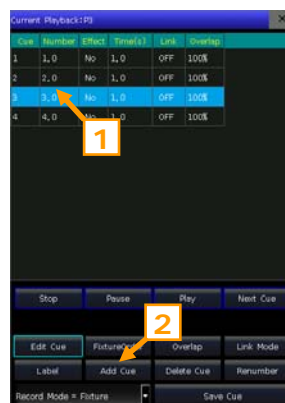 Current Playback:P3
Cue Number Effect Time(s) Link Overlap
1 1.0 No 1.0 OFF 100%
2 2.0 No 1.0 OFF 100%
3 3.0 No 1.0 OFF 100%
4 4.0 No 1.0 OFF 100%
1
Stop Pause Play Next Cue
2
Edit Cue Overlap Link Mode
Label Add Cue Delete Cue Renumber
Record Mode = Fixture Save Cue